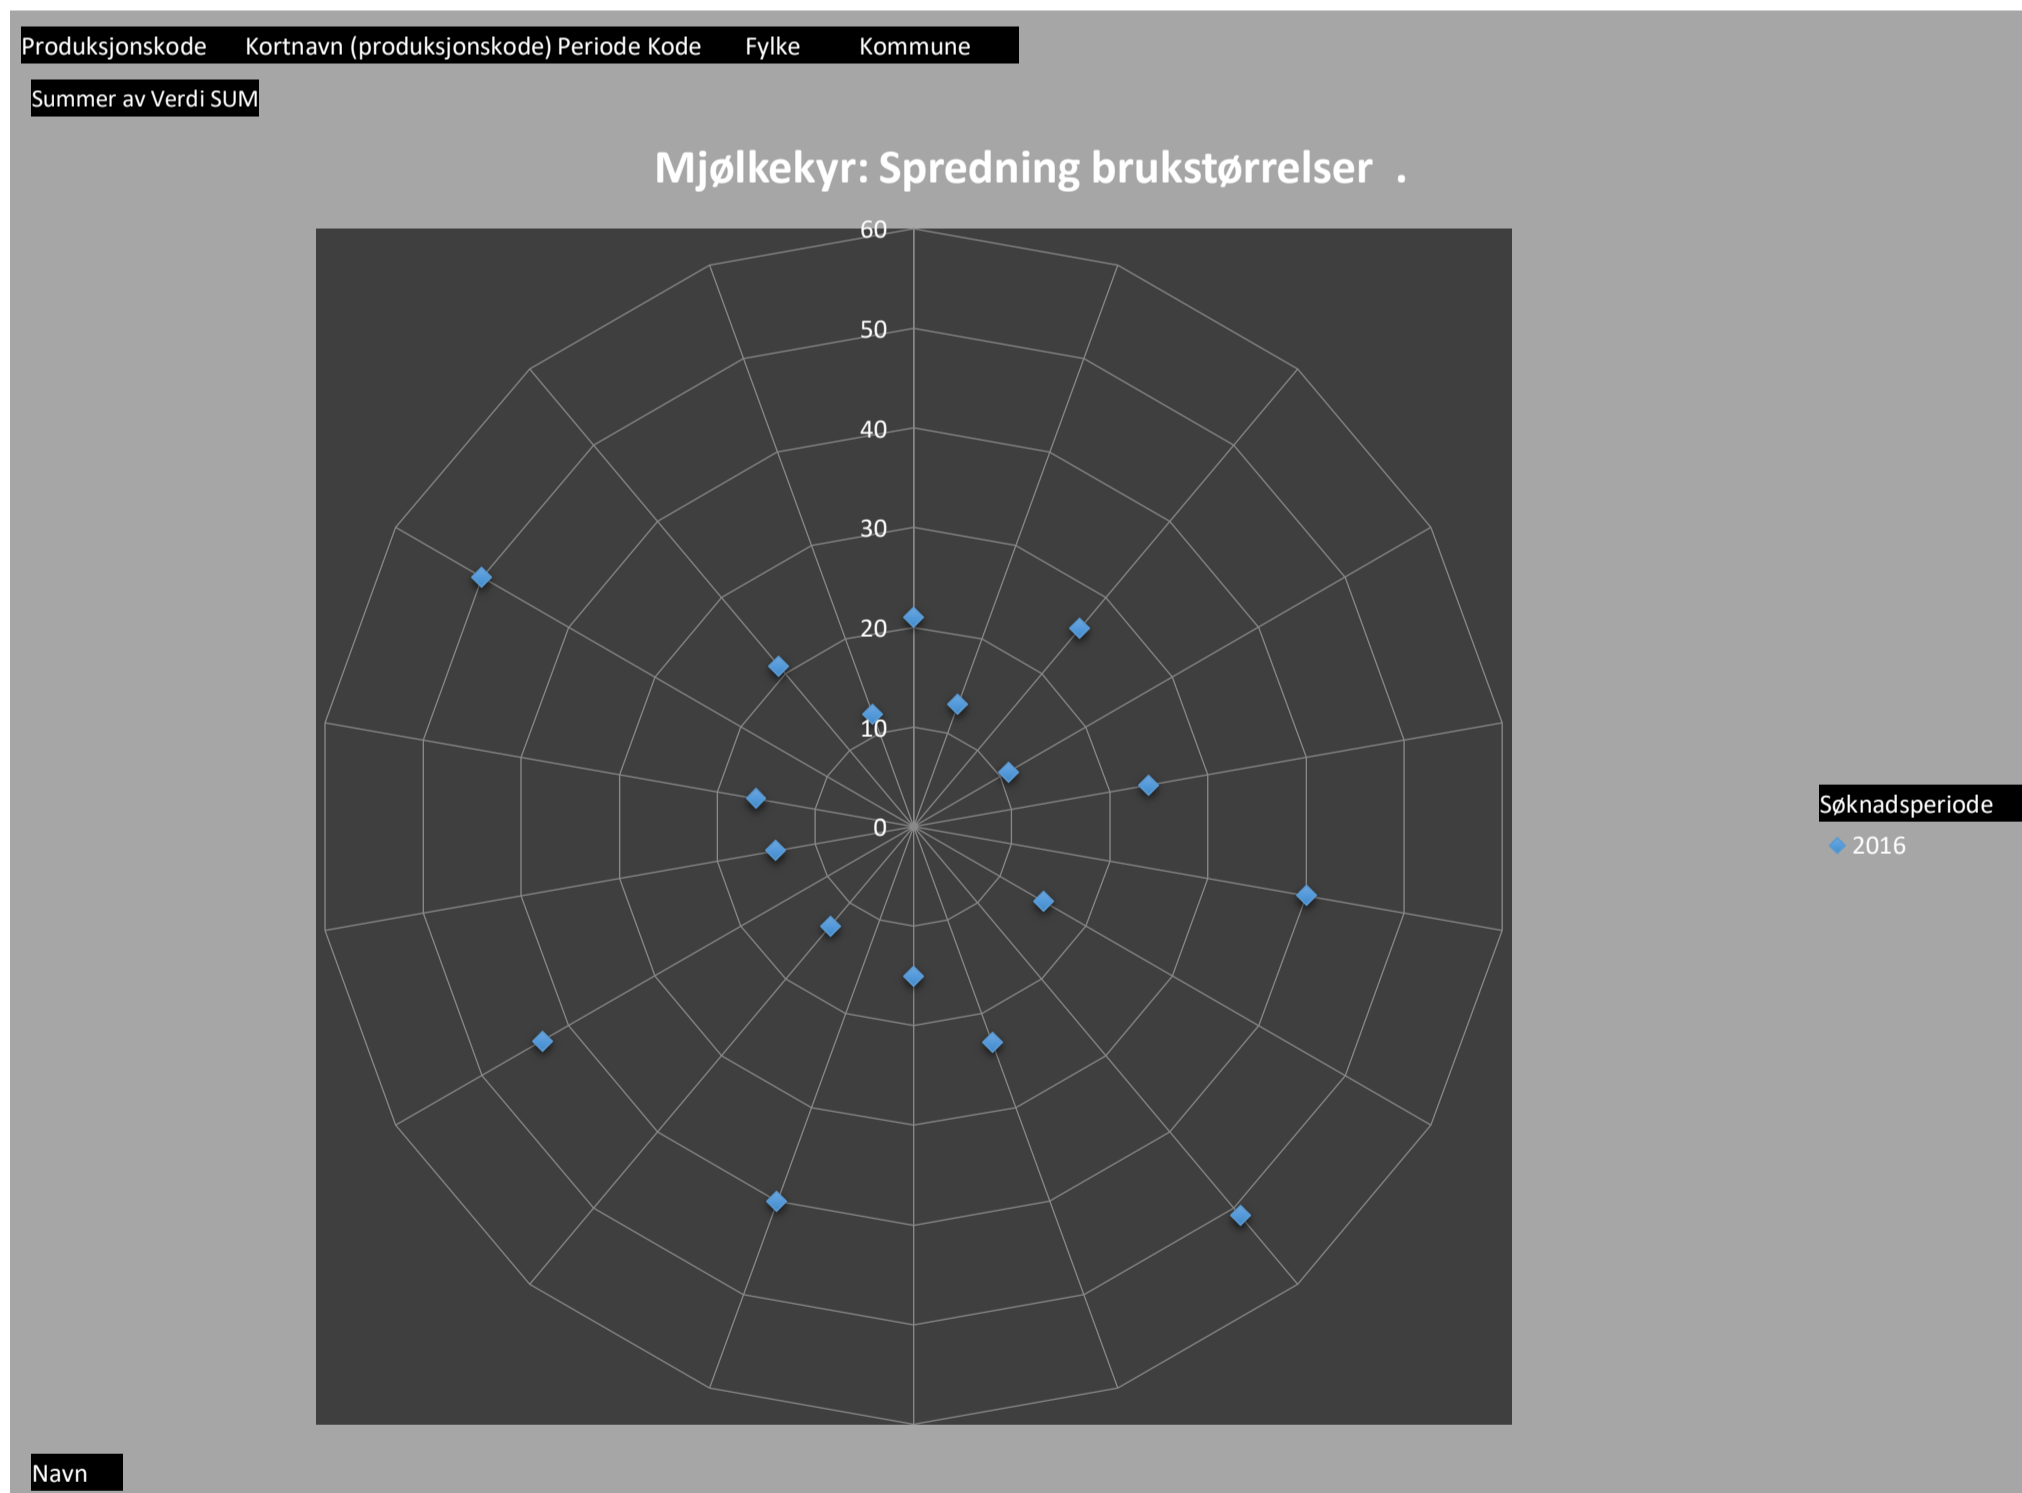 Produksjonskode Kortnavn (produksjonskode) Periode Kode Fylke Kommune
Summer av Verdi SUM
Mjølkekyr: Spredning brukstørrelser .
60
50
40
30
20
10
0
Søknadsperiode
2016
Navn